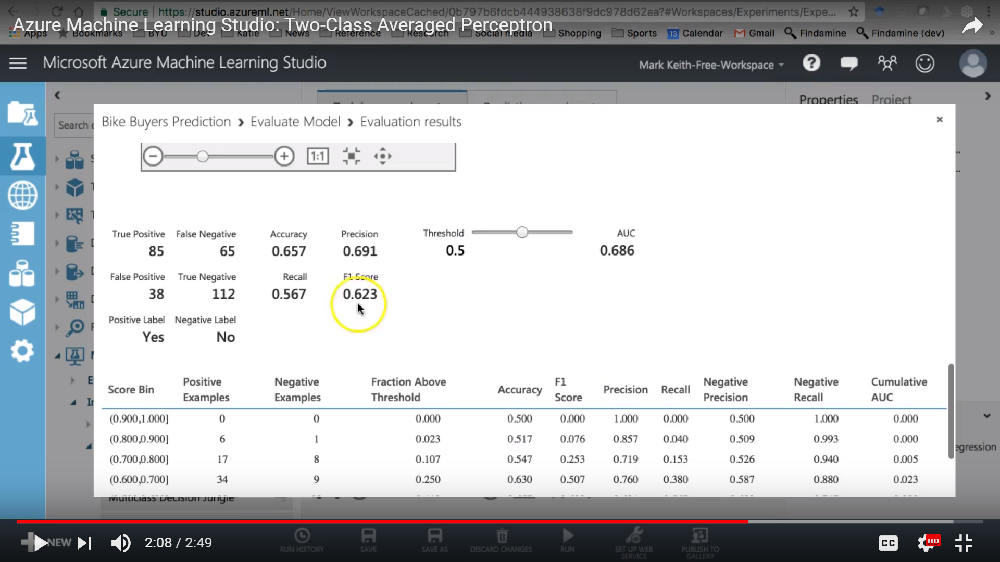 Secure https://studio.azureml.net/Home/ViewWorkspaceCached/0b797b6fdcb444938638f9dc978d62aa?#Workspaces/Experiments/Expe...
Azure Machine Learning Studio: Two-Class Averaged Perceptron
Apps Bookmarks BYU Dev Katie News Reference Research Social media Shopping Sports 13 Calendar Gmail Findamine Findamine (dev) »
Microsoft Azure Machine Learning Studio Mark Keith-Free-Workspace
Properties Project
Search e
Bike Buyers Prediction › Evaluate Model › Evaluation results ×
1:1
True Positive False Negative Accuracy Precision Threshold AUC
85 65 0.657 0.691 0.5 0.686
False Positive True Negative Recall F1 Score
38 112 0.567 0.623
Positive Label Negative Label
Yes No
Score Bin Positive Examples Negative Examples Fraction Above Threshold Accuracy F1 Score Precision Recall Negative Precision Negative Recall Cumulative AUC
(0.900,1.000] 0 0 0.000 0.500 0.000 1.000 0.000 0.500 1.000 0.000
(0.800,0.900] 6 1 0.023 0.517 0.076 0.857 0.040 0.509 0.993 0.000
(0.700,0.800] 17 8 0.107 0.547 0.253 0.719 0.153 0.526 0.940 0.005
(0.600,0.700] 34 9 0.250 0.630 0.507 0.760 0.380 0.587 0.880 0.023
egression
Multiclass Decision Jungle
NEW 2:08 / 2:49 RUN HISTORY SAVE SAVE AS DISCARD CHANGES RUN SET UP WEB SERVICE PUBLISH TO GALLERY CC HD